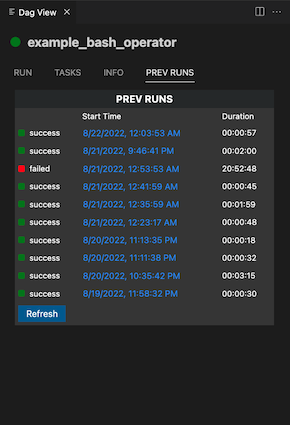 Dag View
example_bash_operator
RUN TASKS INFO PREV RUNS
PREV RUNS
Start Time Duration
success 8/22/2022, 12:03:53 AM 00:00:57
success 8/21/2022, 9:46:41 PM 00:02:00
failed 8/21/2022, 12:53:53 AM 20:52:48
success 8/21/2022, 12:41:59 AM 00:00:45
success 8/21/2022, 12:35:59 AM 00:01:59
success 8/21/2022, 12:23:17 AM 00:00:48
success 8/20/2022, 11:13:35 PM 00:00:18
success 8/20/2022, 11:11:38 PM 00:00:32
success 8/20/2022, 10:35:42 PM 00:03:15
success 8/19/2022, 11:58:32 PM 00:00:30
Refresh